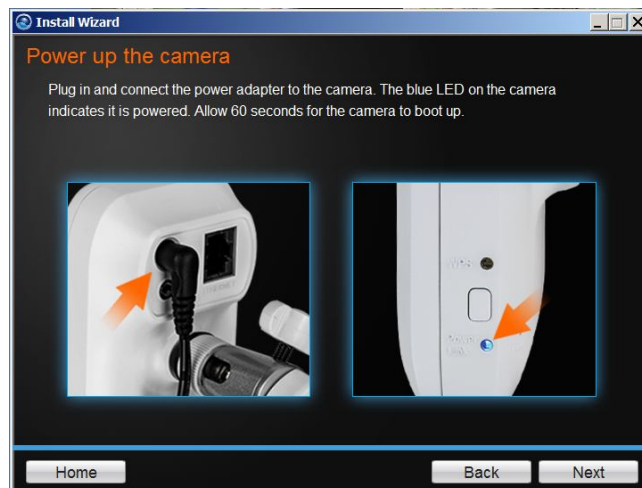 Install Wizard
Power up the camera
Plug in and connect the power adapter to the camera. The blue LED on the camera
indicates it is powered. Allow 60 seconds for the camera to boot up.
WPS
Home
Back
Next